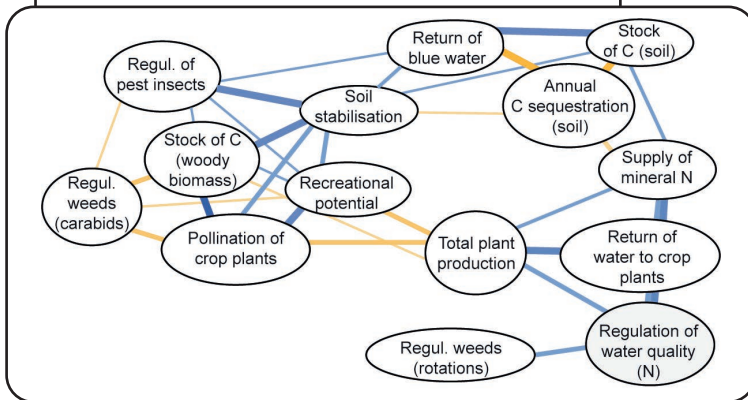 Return of
blue water
Stock
of C (soil)
Regul. of
pest insects
Annual
C sequestration
(soil)
Soil
stabilisation
Stock of C
(woody
biomass)
Supply of
mineral N
Regul.
weeds
(carabids)
Recreational
potential
Pollination of
crop plants
Total plant
production
Return of
water to crop
plants
Regul. weeds
(rotations)
Regulation of
water quality
(N)